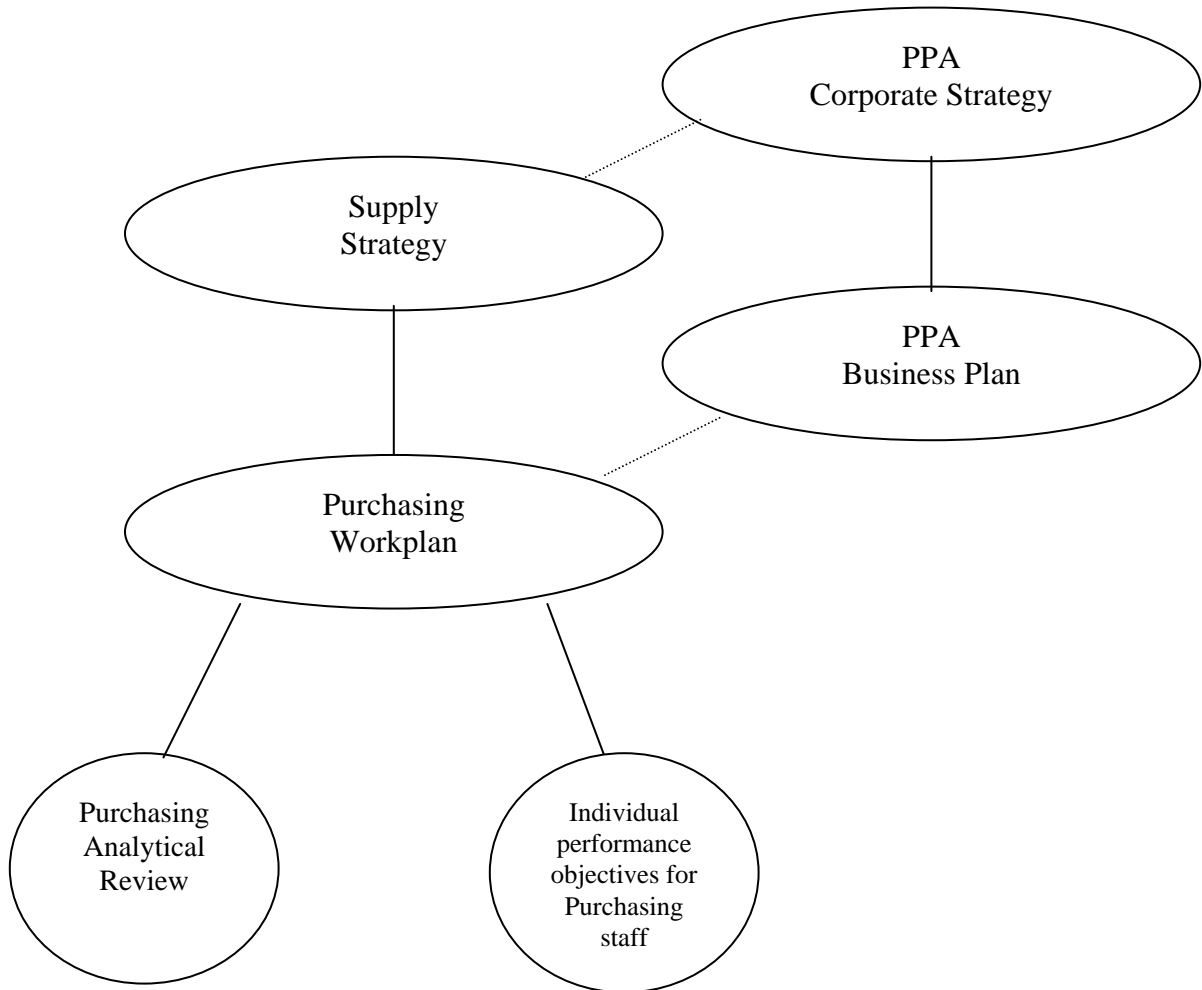 PPA
Corporate Strategy
Supply
Strategy
PPA
Business Plan
Purchasing
Workplan
Purchasing
Analytical
Review
Individual
performance
objectives for
Purchasing
staff